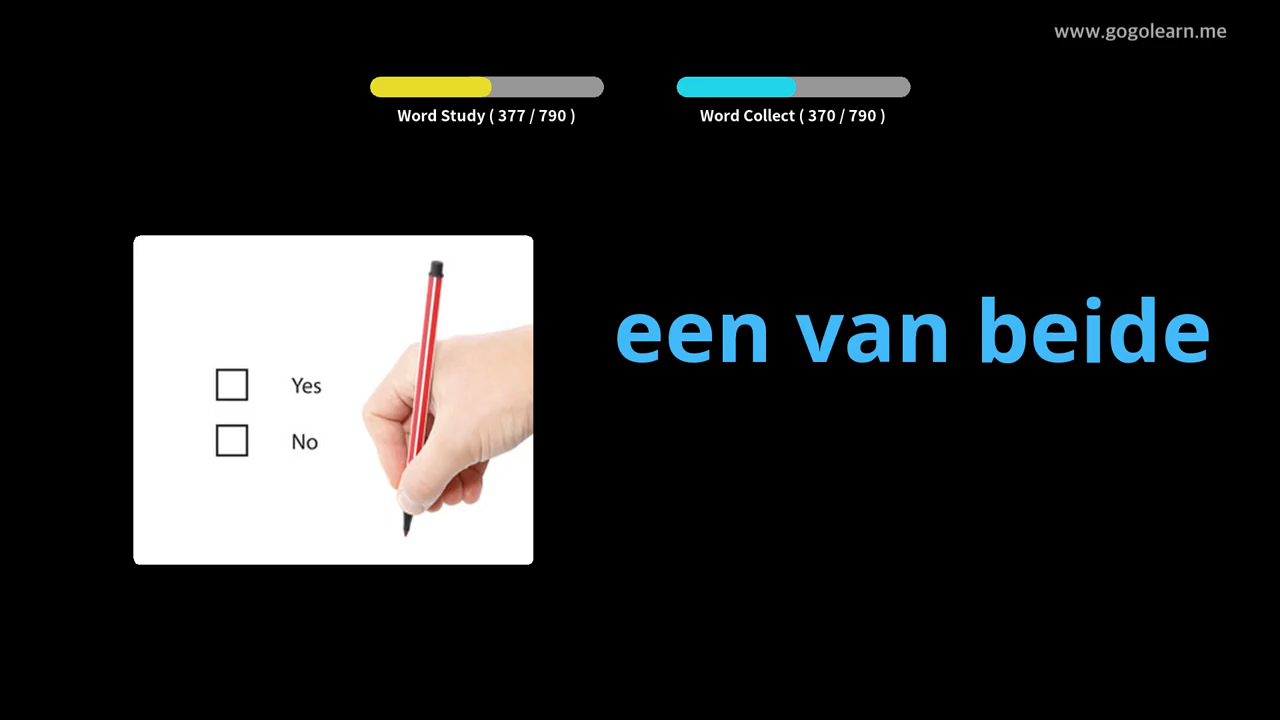 www.gogolearn.me
Word Study ( 377 / 790 )
Word Collect ( 370 / 790 )
Yes
No
een van beide